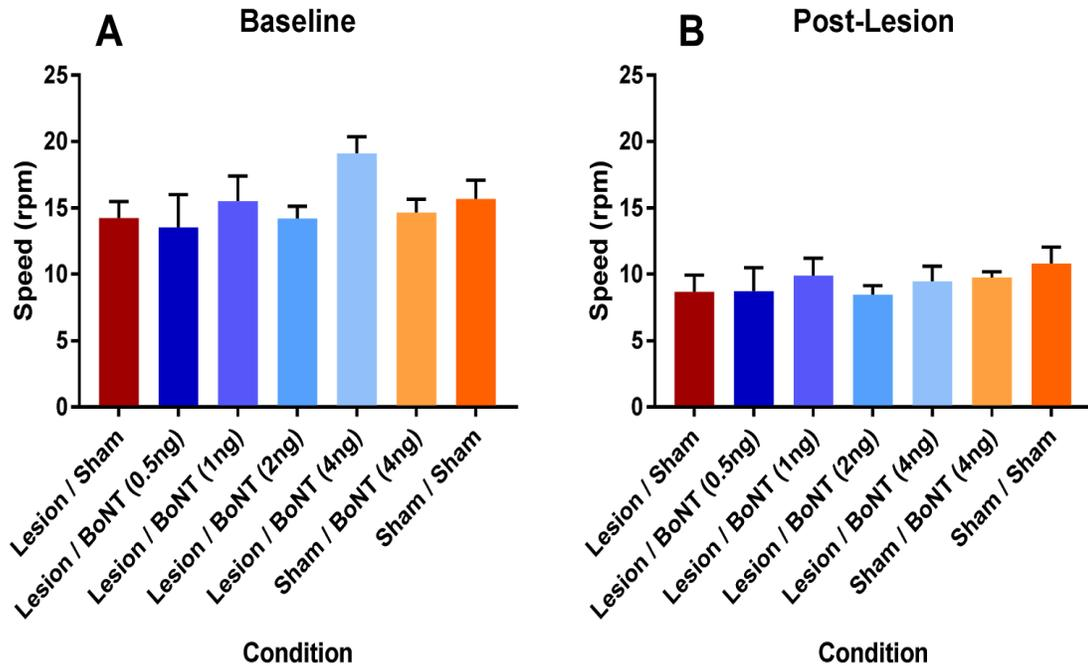 A
Baseline
25
20
15
10
5
0
Speed (rpm)
Lesion / Sham
Lesion / BoNT (0.5ng)
Lesion / BoNT (1ng)
Lesion / BoNT (2ng)
Lesion / BoNT (4ng)
Sham / BoNT (4ng)
Sham / Sham
Condition
B
Post-Lesion
25
20
15
10
5
0
Speed (rpm)
Lesion / Sham
Lesion / BoNT (0.5ng)
Lesion / BoNT (1ng)
Lesion / BoNT (2ng)
Lesion / BoNT (4ng)
Sham / BoNT (4ng)
Sham / Sham
Condition